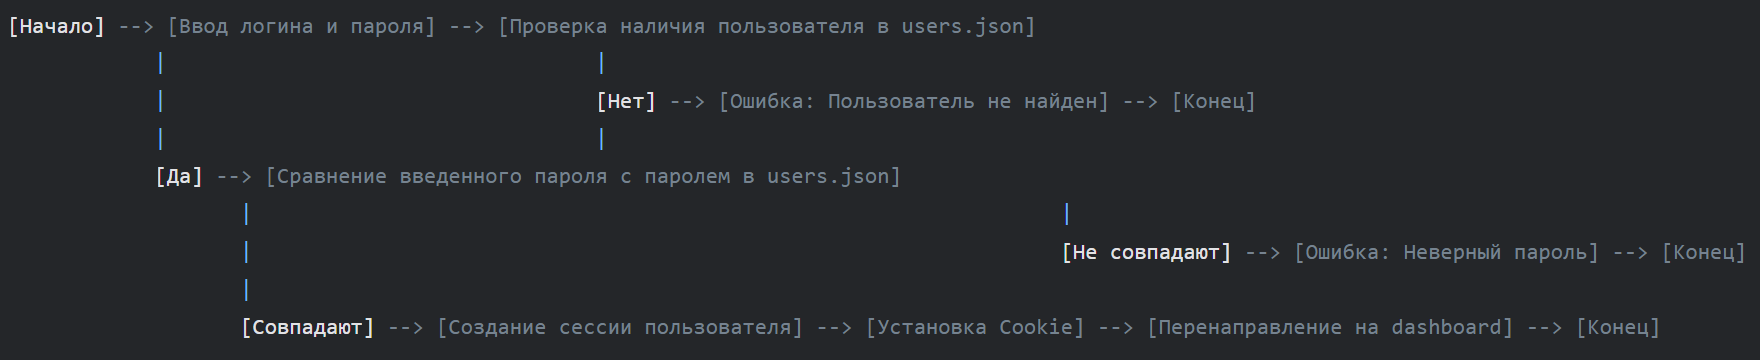 [Начало] --> [Ввод логина и пароля] --> [Проверка наличия пользователя в users.json]
| |
| [Нет] --> [Ошибка: Пользователь не найден] --> [Конец]
| |
[Да] --> [Сравнение введенного пароля с паролем в users.json]
| |
| [Не совпадают] --> [Ошибка: Неверный пароль] --> [Конец]
|
[Совпадают] --> [Создание сессии пользователя] --> [Установка Cookie] --> [Перенаправление на dashboard] --> [Конец]